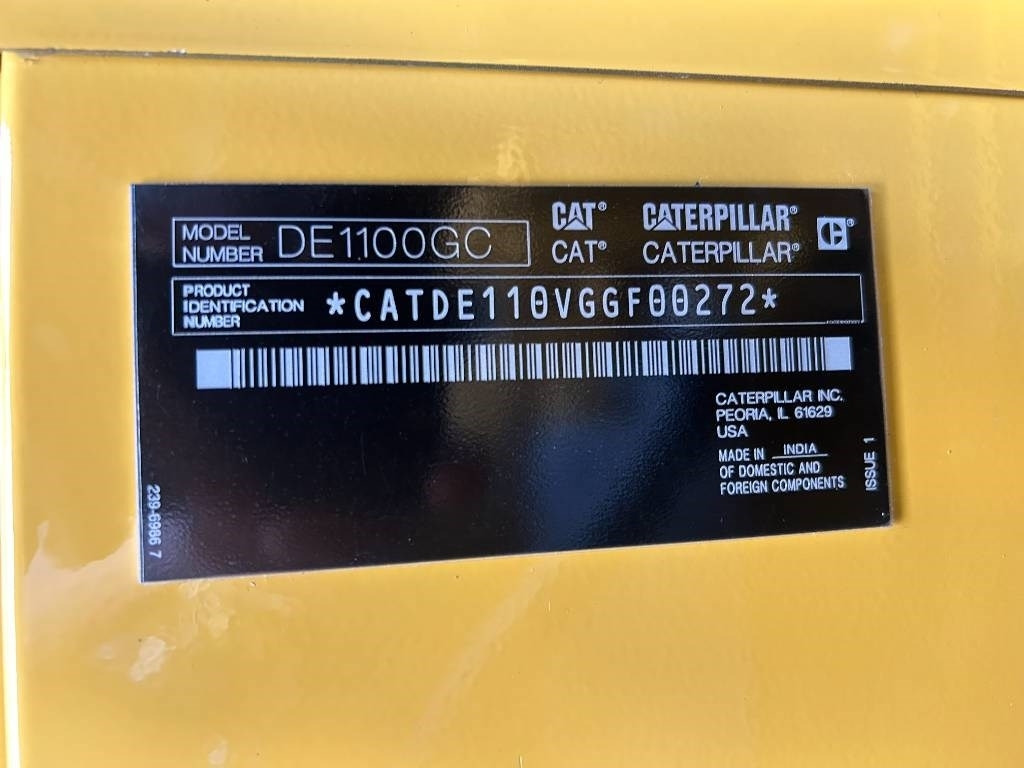 MODEL NUMBER DE1100GC
CAT® CATERPILLAR® ®
CAT® CATERPILLAR®
PRODUCT
IDENTIFICATION
NUMBER
*CATDE110VGGF00272*
CATERPILLAR INC.
PEORIA, IL 61629
USA
MADE IN INDIA
OF DOMESTIC AND
FOREIGN COMPONENTS
ISSUE 1
239-6986 7